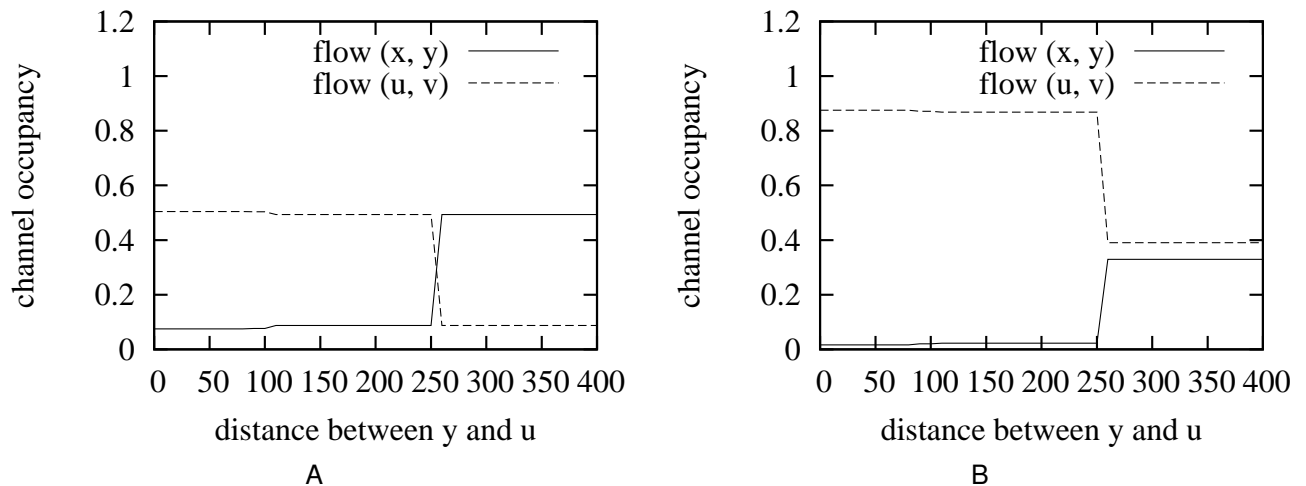 1.2
1
0.8
0.6
0.4
0.2
0
channel occupancy
flow (x, y)
flow (u, v)
0 50 100 150 200 250 300 350 400
distance between y and u
A
1.2
1
0.8
0.6
0.4
0.2
0
channel occupancy
flow (x, y)
flow (u, v)
0 50 100 150 200 250 300 350 400
distance between y and u
B